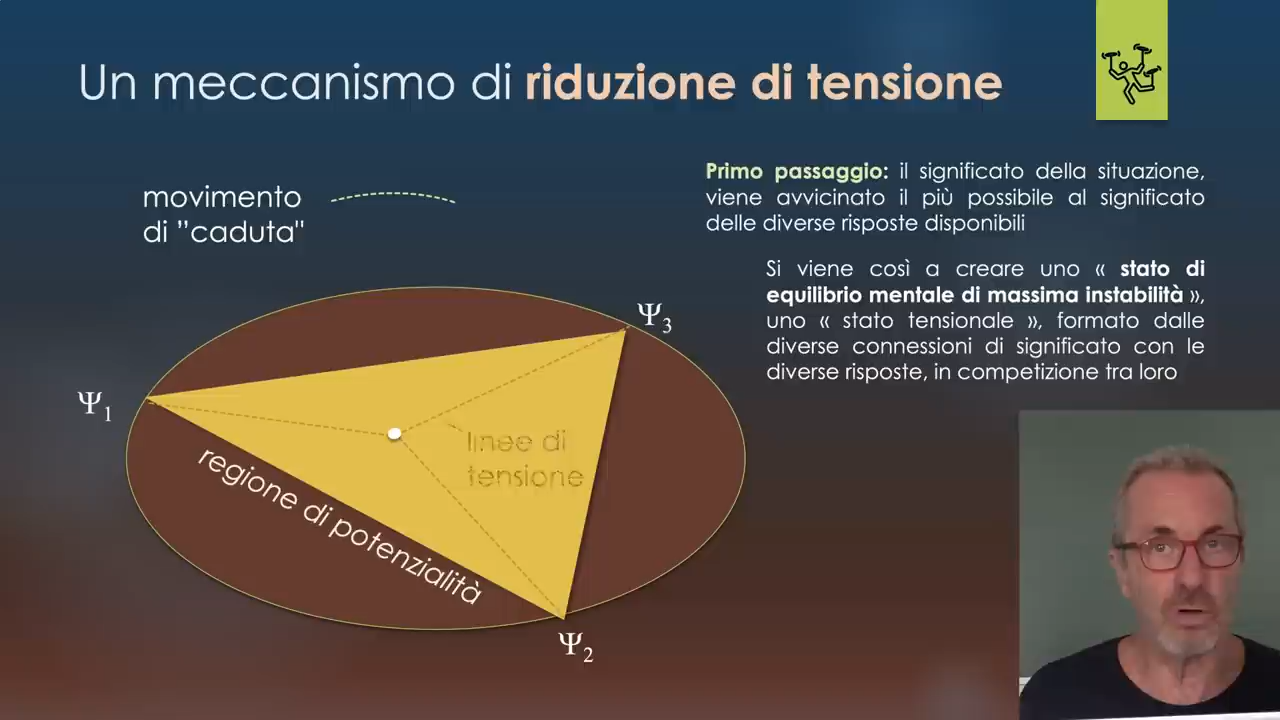 Un meccanismo di riduzione di tensione
movimento
di ”caduta"
Primo passaggio: il significato della situazione,
viene avvicinato il più possibile al significato
delle diverse risposte disponibili
Si viene così a creare uno « stato di
equilibrio mentale di massima instabilità »,
uno « stato tensionale », formato dalle
diverse connessioni di significato con le
diverse risposte, in competizione tra loro
Ψ3
Ψ1
linee di
tensione
regione di potenzialità
Ψ2